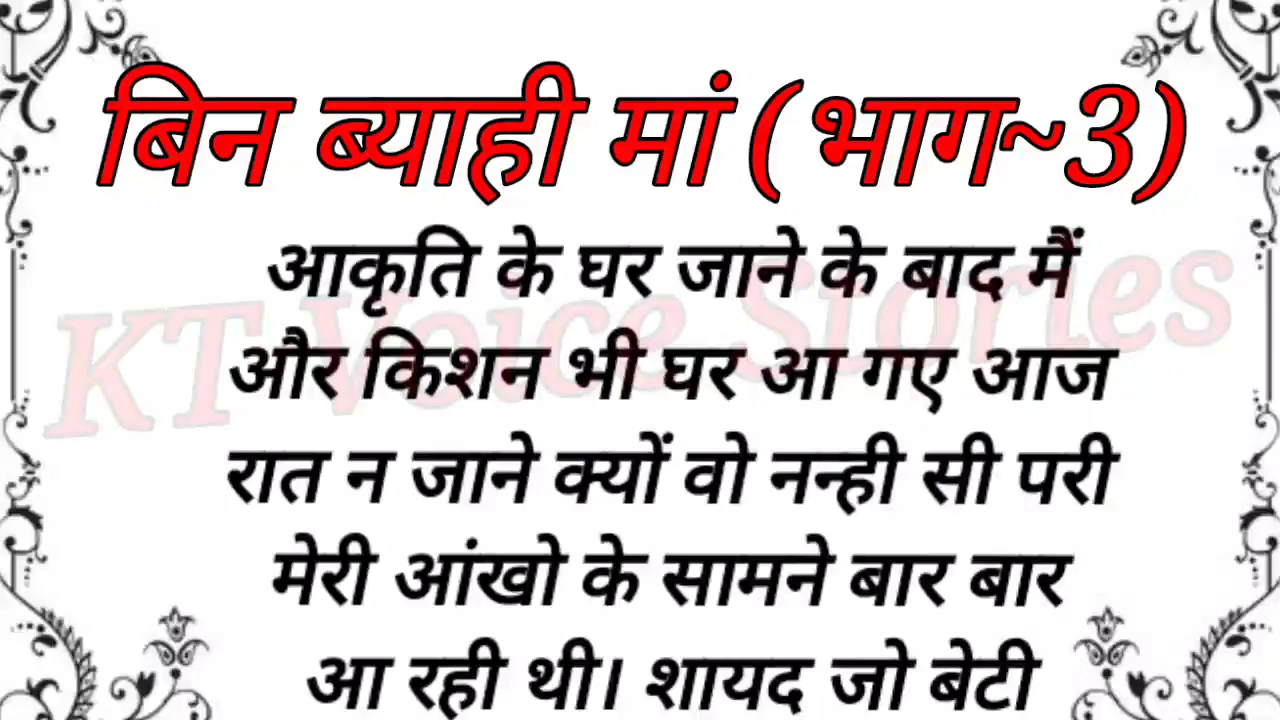 बिन ब्याही मां (भाग~3)
आकृति के घर जाने के बाद मैं
और किशन भी घर आ गए आज
रात न जाने क्यों वो नन्ही सी परी
मेरी आंखो के सामने बार बार
आ रही थी। शायद जो बेटी
KT Voice Stories